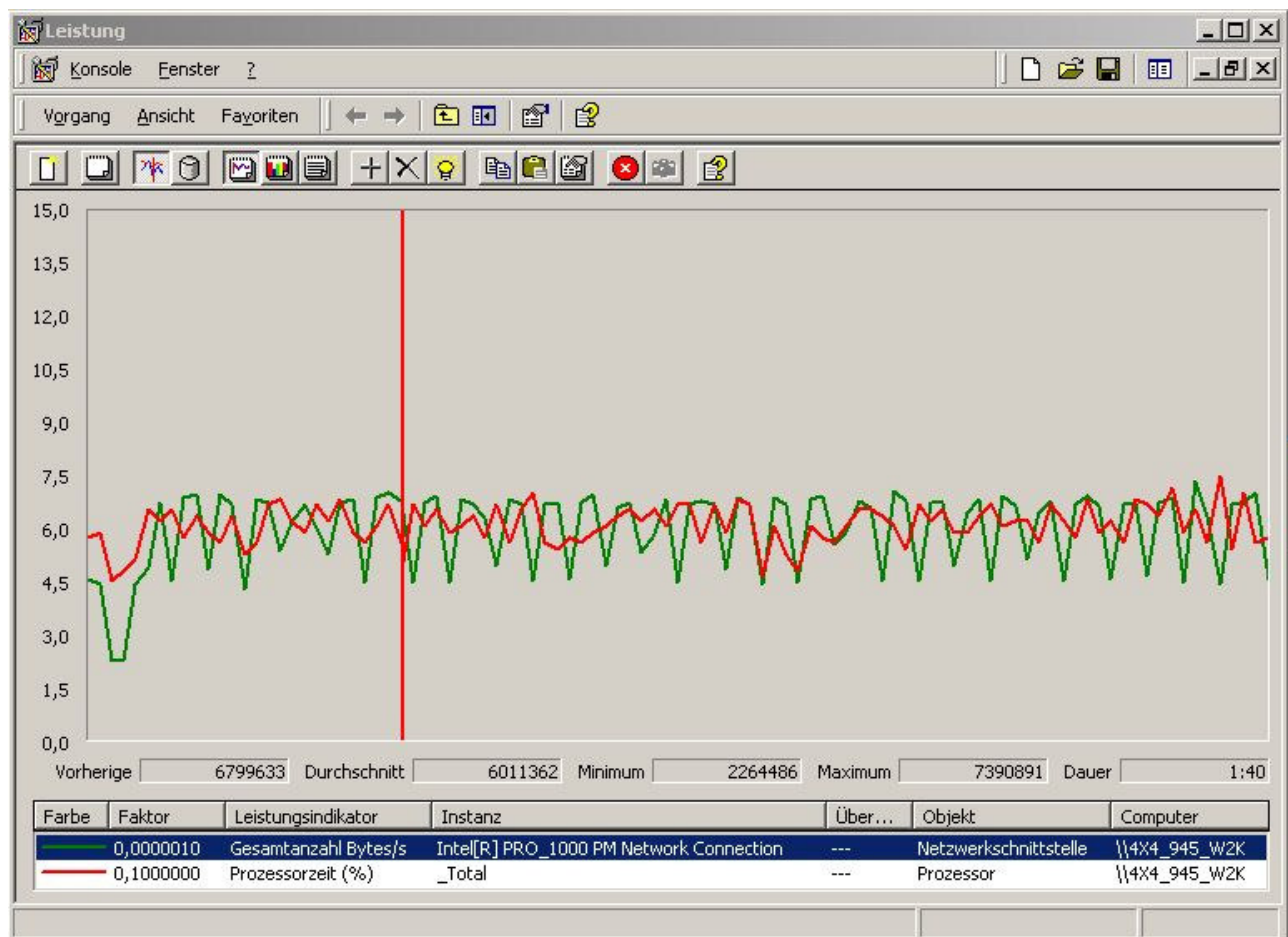 Leistung
Konsole Fenster ?
Vorgang Ansicht Favoriten
15,0
13,5
12,0
10,5
9,0
7,5
6,0
4,5
3,0
1,5
0,0
Vorherige 6799633 Durchschnitt 6011362 Minimum 2264486 Maximum 7390891 Dauer 1:40
Farbe Faktor Leistungsindikator Instanz Über... Objekt Computer
0,0000010 Gesamtanzahl Bytes/s Intel[R] PRO_1000 PM Network Connection --- Netzwerkschnittstelle \\4X4_945_W2K
0,1000000 Prozessorzeit (%) _Total --- Prozessor \\4X4_945_W2K